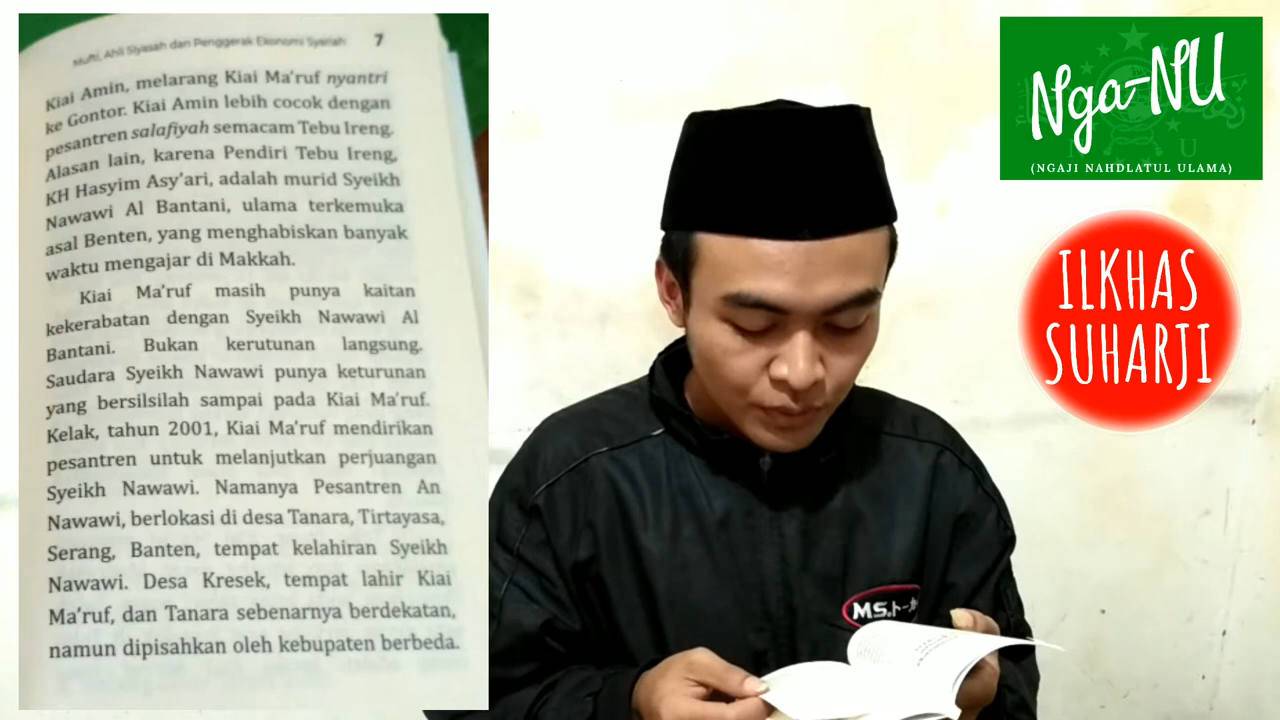 Mufti, Ahli Siyasah dan Penggerak Ekonomi Syeriah 7
Kiai Amin, melarang Kiai Ma'ruf nyantri
ke Gontor. Kiai Amin lebih cocok dengan
pesantren salafiyah semacam Tebu Ireng.
Alasan lain, karena Pendiri Tebu Ireng,
KH Hasyim Asy'ari, adalah murid Syeikh
Nawawi Al Bantani, ulama terkemuka
asal Benten, yang menghabiskan banyak
waktu mengajar di Makkah.
Kiai Ma'ruf masih punya kaitan
kekerabatan dengan Syeikh Nawawi Al
Bantani. Bukan kerutunan langsung.
Saudara Syeikh Nawawi punya keturunan
yang bersilsilah sampai pada Kiai Ma'ruf.
Kelak, tahun 2001, Kiai Ma'ruf mendirikan
pesantren untuk melanjutkan perjuangan
Syeikh Nawawi. Namanya Pesantren An
Nawawi, berlokasi di desa Tanara, Tirtayasa,
Serang, Banten, tempat kelahiran Syeikh
Nawawi. Desa Kresek, tempat lahir Kiai
Ma'ruf, dan Tanara sebenarnya berdekatan,
namun dipisahkan oleh kebupaten berbeda.
Nga-NU
N U
(NGAJI NAHDLATUL ULAMA)
ILKHAS
SUHARJI
MS.